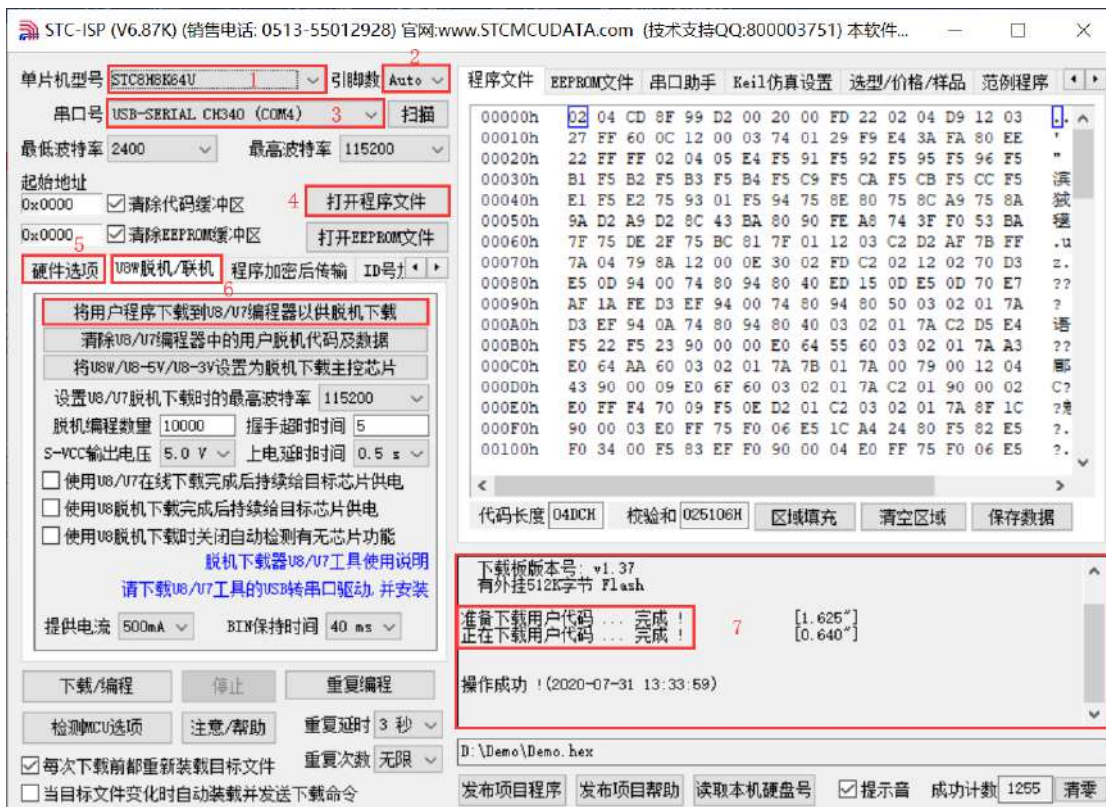 STC-ISP (V6.87K) (销售电话: 0513-55012928) 官网:www.STCMCUDATA.com (技术支持QQ:800003751) 本软件...
单片机型号 STC8H8K64U 1 引脚数 Auto 2
串口号 USB-SERIAL CH340 (COM4) 3 扫描
最低波特率 2400 最高波特率 115200
起始地址
0x0000 清除代码缓冲区 4 打开程序文件
0x0000 5 清除EEPROM缓冲区 打开EEPROM文件
硬件选项 U8W脱机/联机 程序加密后传输
6
将用户程序下载到U8/U7编程器以供脱机下载
清除U8/U7编程器中的用户脱机代码及数据
将U8W/U8-5V/U8-3V设置为脱机下载主控芯片
设置U8/U7脱机下载时的最高波特率 115200
脱机编程数量 10000 握手超时时间 5
S-VCC输出电压 5.0 V 上电延时时间 0.5 s
使用U8/U7在线下载完成后持续给目标芯片供电
使用U8脱机下载完成后持续给目标芯片供电
使用U8脱机下载时关闭自动检测有无芯片功能
脱机下载器U8/U7工具使用说明
请下载U8/U7工具的USB转串口驱动,并安装
提供电流 500mA BIN保持时间 40 ms
下载/编程 停止 重复编程
检测MCU选项 注意/帮助 重复延时 3 秒
重复次数 无限
每次下载前都重新装载目标文件
当目标文件变化时自动装载并发送下载命令
程序文件 EEPROM文件 串口助手 Keil仿真设置 选型/价格/样品 范例程序
00000h 02 04 CD 8F 99 D2 00 20 00 FD 22 02 04 D9 12 03 ..
00010h 27 FF 60 0C 12 00 03 74 01 29 F9 E4 3A FA 80 EE '
00020h 22 FF FF 02 04 05 E4 F5 91 F5 92 F5 95 F5 96 F5 "
00030h B1 F5 B2 F5 B3 F5 B4 F5 C9 F5 CA F5 CB F5 CC F5
00040h E1 F5 E2 75 93 01 F5 94 75 8E 80 75 8C A9 75 8A
00050h 9A D2 A9 D2 8C 43 BA 80 90 FE A8 74 3F F0 53 BA
00060h 7F 75 DE 2F 75 BC 81 7F 01 12 03 C2 D2 AF 7B FF .u
00070h 7A 04 79 8A 12 00 0E 30 02 FD C2 02 12 02 70 D3 z.
00080h E5 0D 94 00 74 80 94 80 40 ED 15 0D E5 0D 70 E7 ??
00090h AF 1A FE D3 EF 94 00 74 80 94 80 50 03 02 01 7A ?
000A0h D3 EF 94 0A 74 80 94 80 40 03 02 01 7A C2 D5 E4 语
000B0h F5 22 F5 23 90 00 00 E0 64 55 60 03 02 01 7A A3 ??
000C0h E0 64 AA 60 03 02 01 7A 7B 01 7A 00 79 00 12 04
000D0h 43 90 00 09 E0 6F 60 03 02 01 7A C2 01 90 00 02 C?
000E0h E0 FF F4 70 09 F5 0E D2 01 C2 03 02 01 7A 8F 1C
000F0h 90 00 03 E0 FF 75 F0 06 E5 1C A4 24 80 F5 82 E5 ?.
00100h F0 34 00 F5 83 EF F0 90 00 04 E0 FF 75 F0 06 E5 ?.
代码长度 04DCH 校验和 025106H 区域填充 清空区域 保存数据
下载板版本号: v1.37
有外挂512K字节 Flash
准备下载用户代码 ... 完成 ! 7 [1.625"]
正在下载用户代码 ... 完成 ! [0.640"]
操作成功 !(2020-07-31 13:33:59)
D:\Demo\Demo.hex
发布项目程序 发布项目帮助 读取本机硬盘号 提示音 成功计数 1255 清零